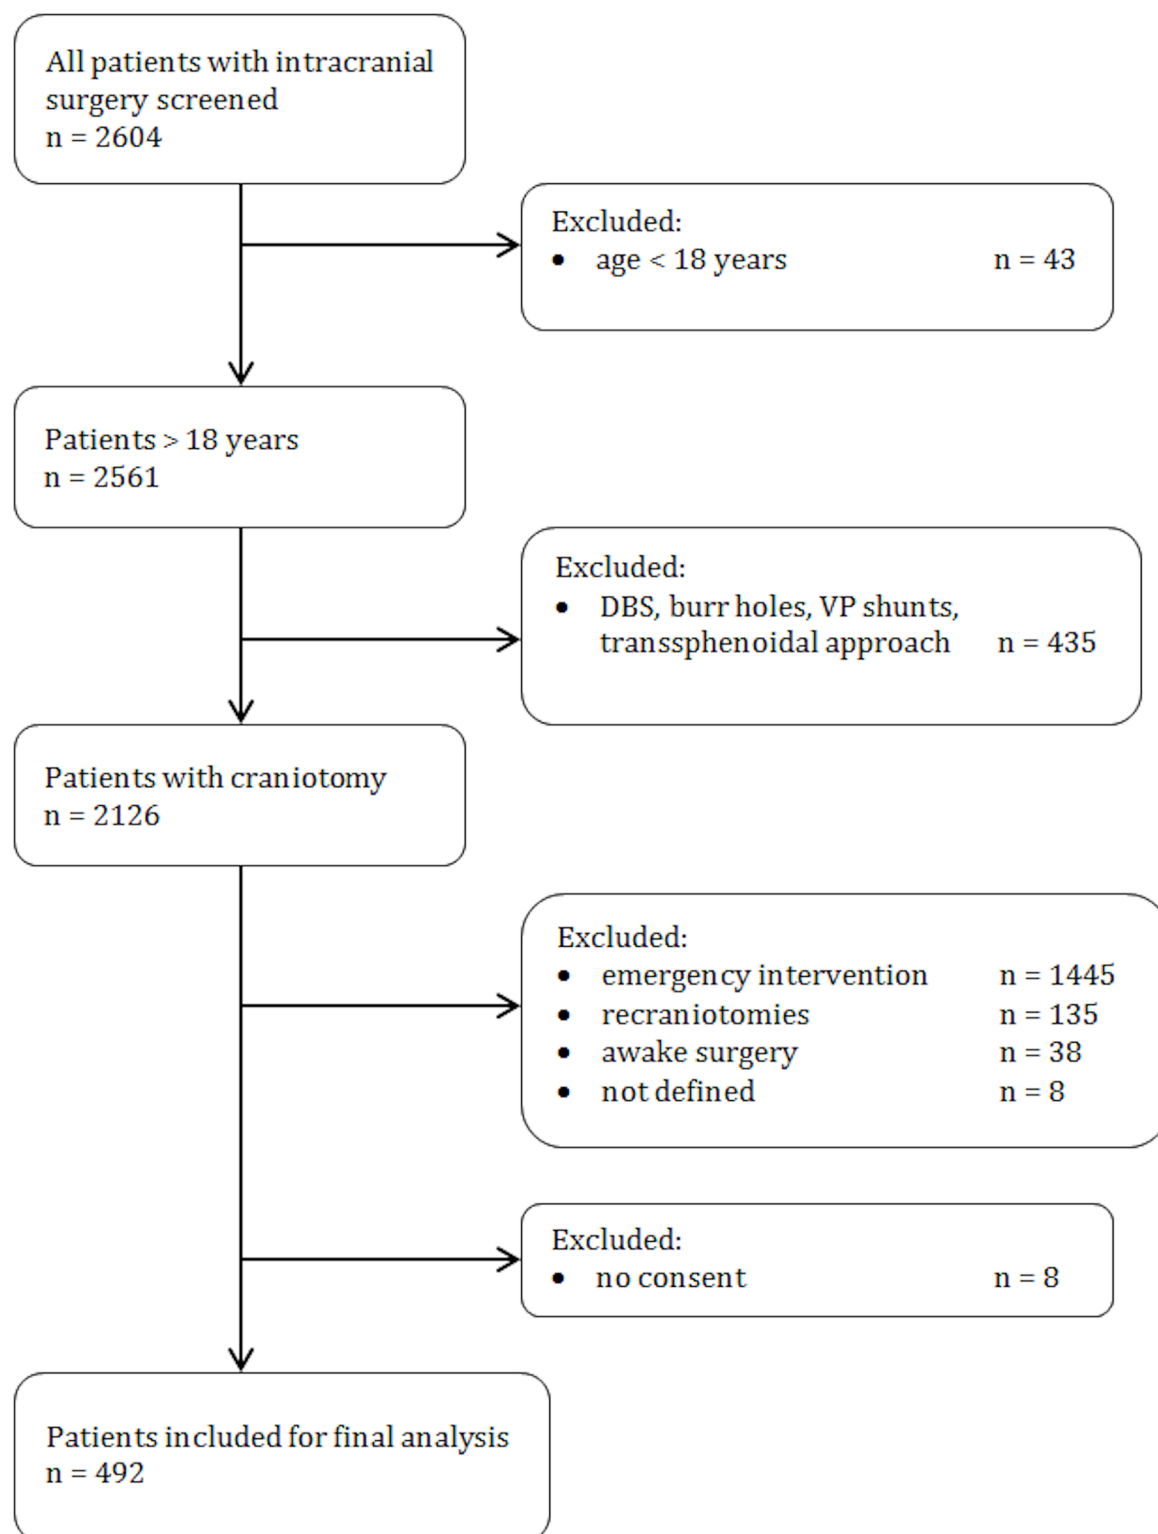 All patients with intracranial
surgery screened
n = 2604
Excluded:
• age < 18 years n = 43
Patients > 18 years
n = 2561
Excluded:
• DBS, burr holes, VP shunts,
transsphenoidal approach n = 435
Patients with craniotomy
n = 2126
Excluded:
• emergency intervention n = 1445
• recraniotomies n = 135
• awake surgery n = 38
• not defined n = 8
Excluded:
• no consent n = 8
Patients included for final analysis
n = 492